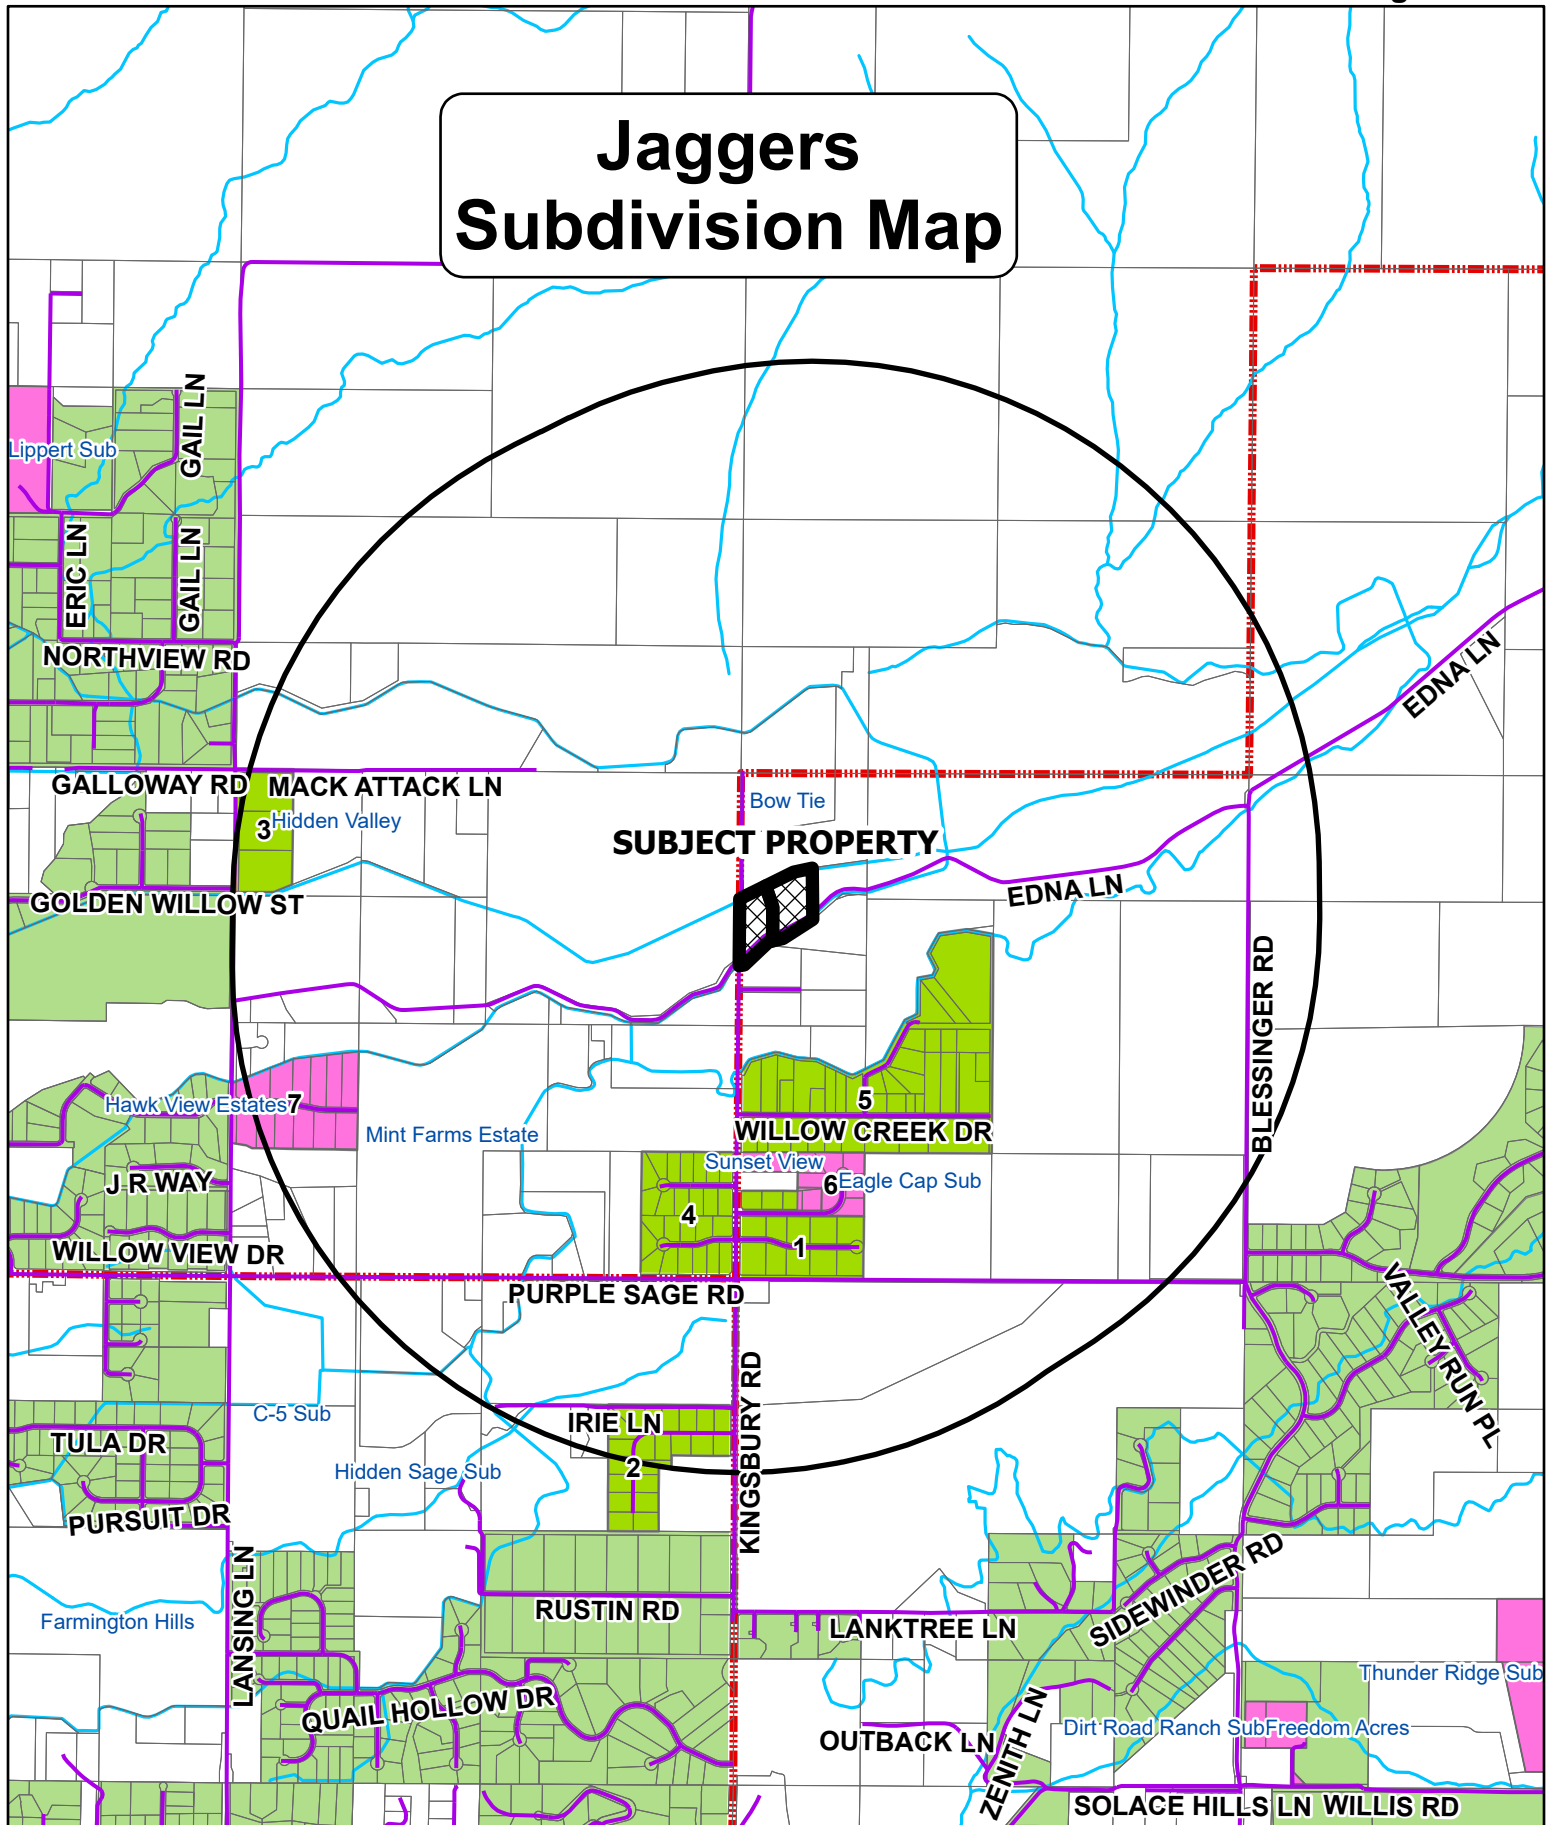 Jaggers
Subdivision Map
GAIL LN
Lippert Sub
ERIC LN
GAIL LN
NORTHVIEW RD
EDNA LN
GALLOWAY RD
MACK ATTACK LN
Bow Tie
3
Hidden Valley
SUBJECT PROPERTY
EDNA LN
GOLDEN WILLOW ST
BLESSINGER RD
Hawk View Estates
7
5
Mint Farms Estate
WILLOW CREEK DR
Sunset View
J R WAY
6
Eagle Cap Sub
4
1
WILLOW VIEW DR
PURPLE SAGE RD
VALLEY RUN PL
KINGSBURY RD
C-5 Sub
IRIE LN
TULA DR
2
Hidden Sage Sub
PURSUIT DR
LANSING LN
SIDEWINDER RD
RUSTIN RD
Farmington Hills
LANKTREE LN
Thunder Ridge Sub
QUAIL HOLLOW DR
ZENITH LN
Dirt Road Ranch Sub
Freedom Acres
OUTBACK LN
SOLACE HILLS LN
WILLIS RD